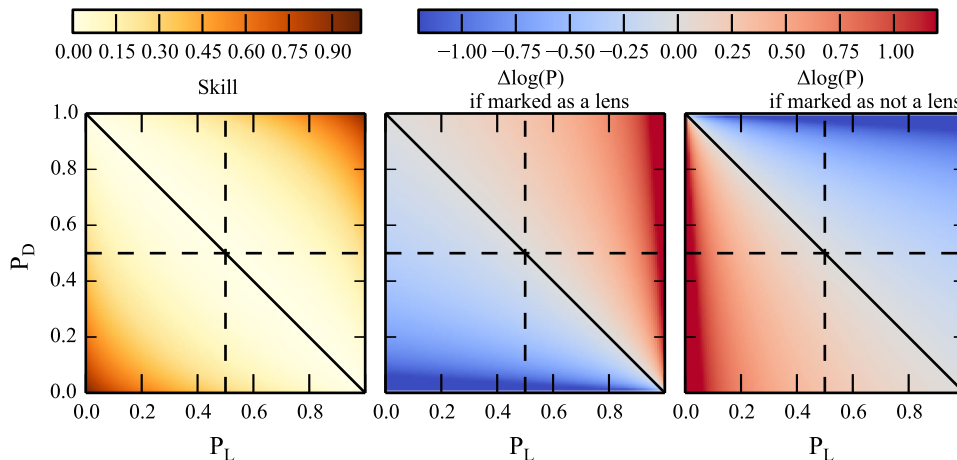 0.00 0.15 0.45 0.60 0.75 0.90
−1.00 −0.75 −0.50 −0.25 0.00 0.25 0.50 0.75 1.00
Skill
Δlog(P)
if marked as a lens
Δlog(P)
if marked as not a lens
1.0
0.8
0.6
0.4
0.2
0.0
P_D
0.0 0.2 0.4 0.6 0.8
0.0 0.2 0.4 0.6 0.8
0.0 0.2 0.4 0.6 0.8
P_L
P_L
P_L